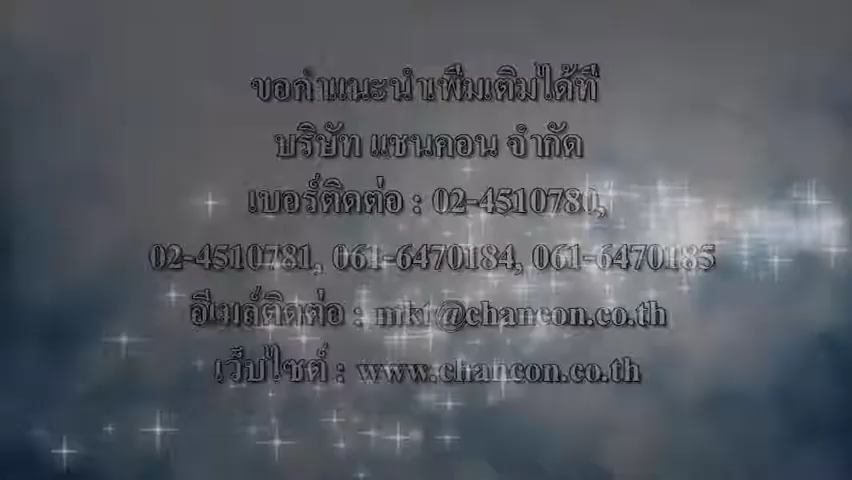 ขอคำแนะนำเพิ่มเติมได้ที่
บริษัท แชนคอน จำกัด
เบอร์ติดต่อ : 02-4510780,
02-4510781, 061-6470184, 061-6470185
อีเมล์ติดต่อ : mkt@chancon.co.th
เว็บไซต์ : www.chancon.co.th